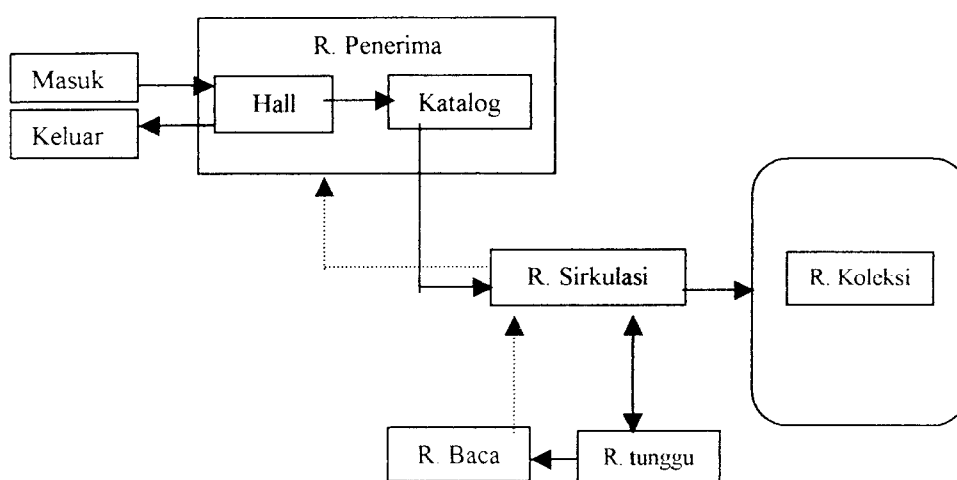 R. Penerima
Masuk
Hall
Katalog
Keluar
R. Sirkulasi
R. Koleksi
R. Baca
R. tunggu